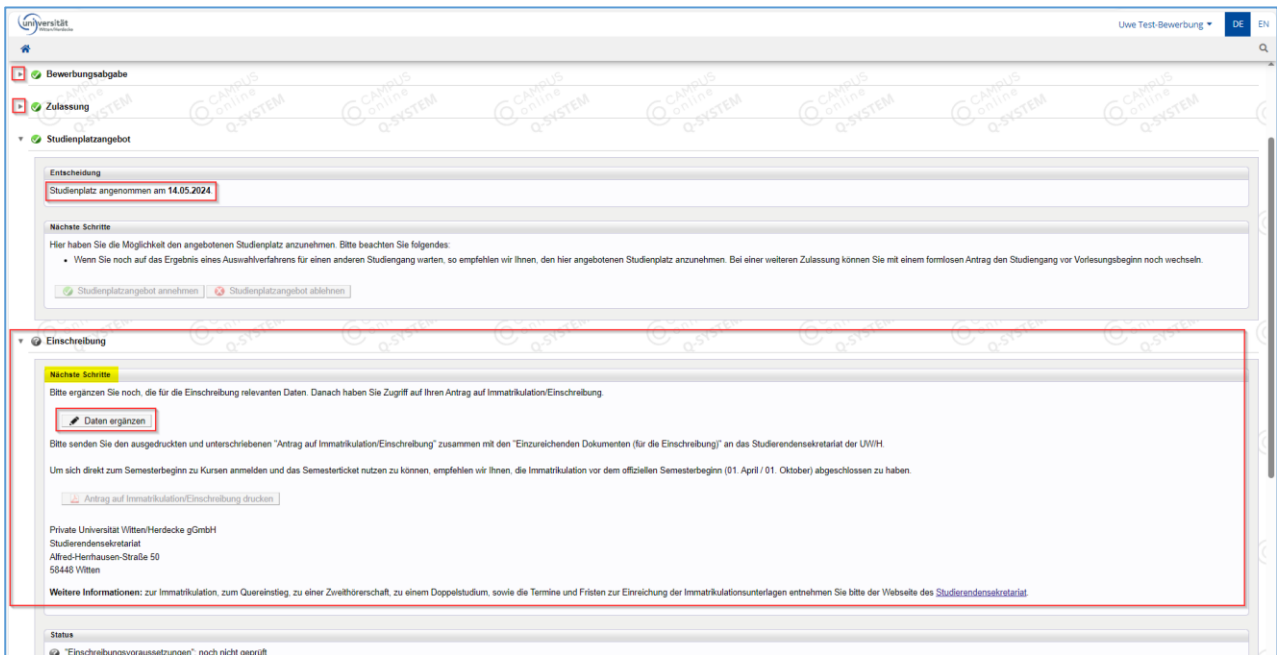 universität
Witten/Herdecke
Uwe Test-Bewerbung
DE
EN
Bewerbungsabgabe
Zulassung
Studienplatzangebot
Entscheidung
Studienplatz angenommen am 14.05.2024.
Nächste Schritte
Hier haben Sie die Möglichkeit den angebotenen Studienplatz anzunehmen. Bitte beachten Sie folgendes:
• Wenn Sie noch auf das Ergebnis eines Auswahlverfahrens für einen anderen Studiengang warten, so empfehlen wir Ihnen, den hier angebotenen Studienplatz anzunehmen. Bei einer weiteren Zulassung können Sie mit einem formlosen Antrag den Studiengang vor Vorlesungsbeginn noch wechseln.
Studienplatzangebot annehmen
Studienplatzangebot ablehnen
Einschreibung
Nächste Schritte
Bitte ergänzen Sie noch, die für die Einschreibung relevanten Daten. Danach haben Sie Zugriff auf Ihren Antrag auf Immatrikulation/Einschreibung.
Daten ergänzen
Bitte senden Sie den ausgedruckten und unterschriebenen "Antrag auf Immatrikulation/Einschreibung" zusammen mit den "Einzureichenden Dokumenten (für die Einschreibung)" an das Studierendensekretariat der UW/H.
Um sich direkt zum Semesterbeginn zu Kursen anmelden und das Semesterticket nutzen zu können, empfehlen wir Ihnen, die Immatrikulation vor dem offiziellen Semesterbeginn (01. April / 01. Oktober) abgeschlossen zu haben.
Antrag auf Immatrikulation/Einschreibung drucken
Private Universität Witten/Herdecke gGmbH
Studierendensekretariat
Alfred-Herrhausen-Straße 50
58448 Witten
Weitere Informationen: zur Immatrikulation, zum Quereinstieg, zu einer Zweithörerschaft, zu einem Doppelstudium, sowie die Termine und Fristen zur Einreichung der Immatrikulationsunterlagen entnehmen Sie bitte der Webseite des Studierendensekretariat.
Status
"Einschreibungsvoraussetzungen": noch nicht geprüft
CAMPUS
online
Q-SYSTEM